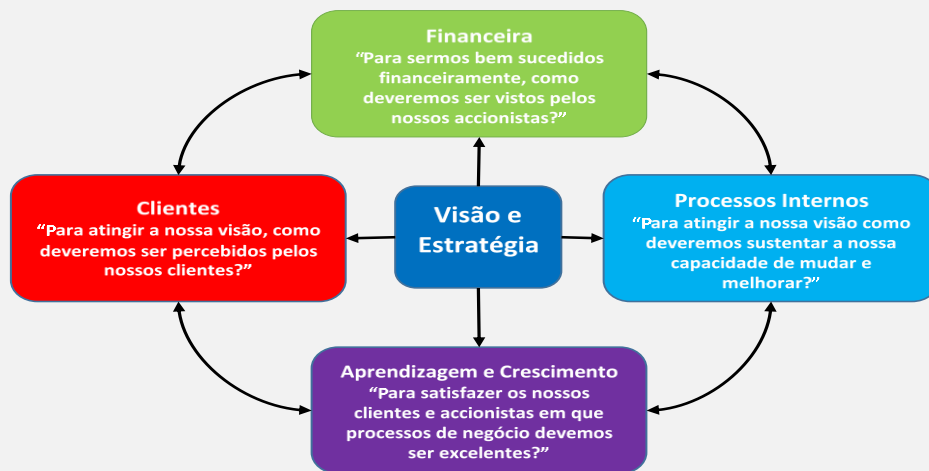 Financeira
“Para sermos bem sucedidos
financeiramente, como
deveremos ser vistos pelos
nossos accionistas?”
Clientes
“Para atingir a nossa visão, como
deveremos ser percebidos pelos
nossos clientes?”
Visão e
Estratégia
Processos Internos
“Para atingir a nossa visão como
deveremos sustentar a nossa
capacidade de mudar e
melhorar?”
Aprendizagem e Crescimento
“Para satisfazer os nossos
clientes e accionistas em que
processos de negócio devemos
ser excelentes?”